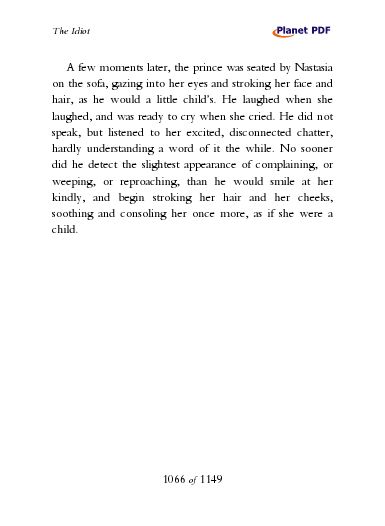 The Idiot
Planet PDF
A few moments later, the prince was seated by Nastasia
on the sofa, gazing into her eyes and stroking her face and
hair, as he would a little child's. He laughed when she
laughed, and was ready to cry when she cried. He did not
speak, but listened to her excited, disconnected chatter,
hardly understanding a word of it the while. No sooner
did he detect the slightest appearance of complaining, or
weeping, or reproaching, than he would smile at her
kindly, and begin stroking her hair and her cheeks,
soothing and consoling her once more, as if she were a
child.
1066 of 1149